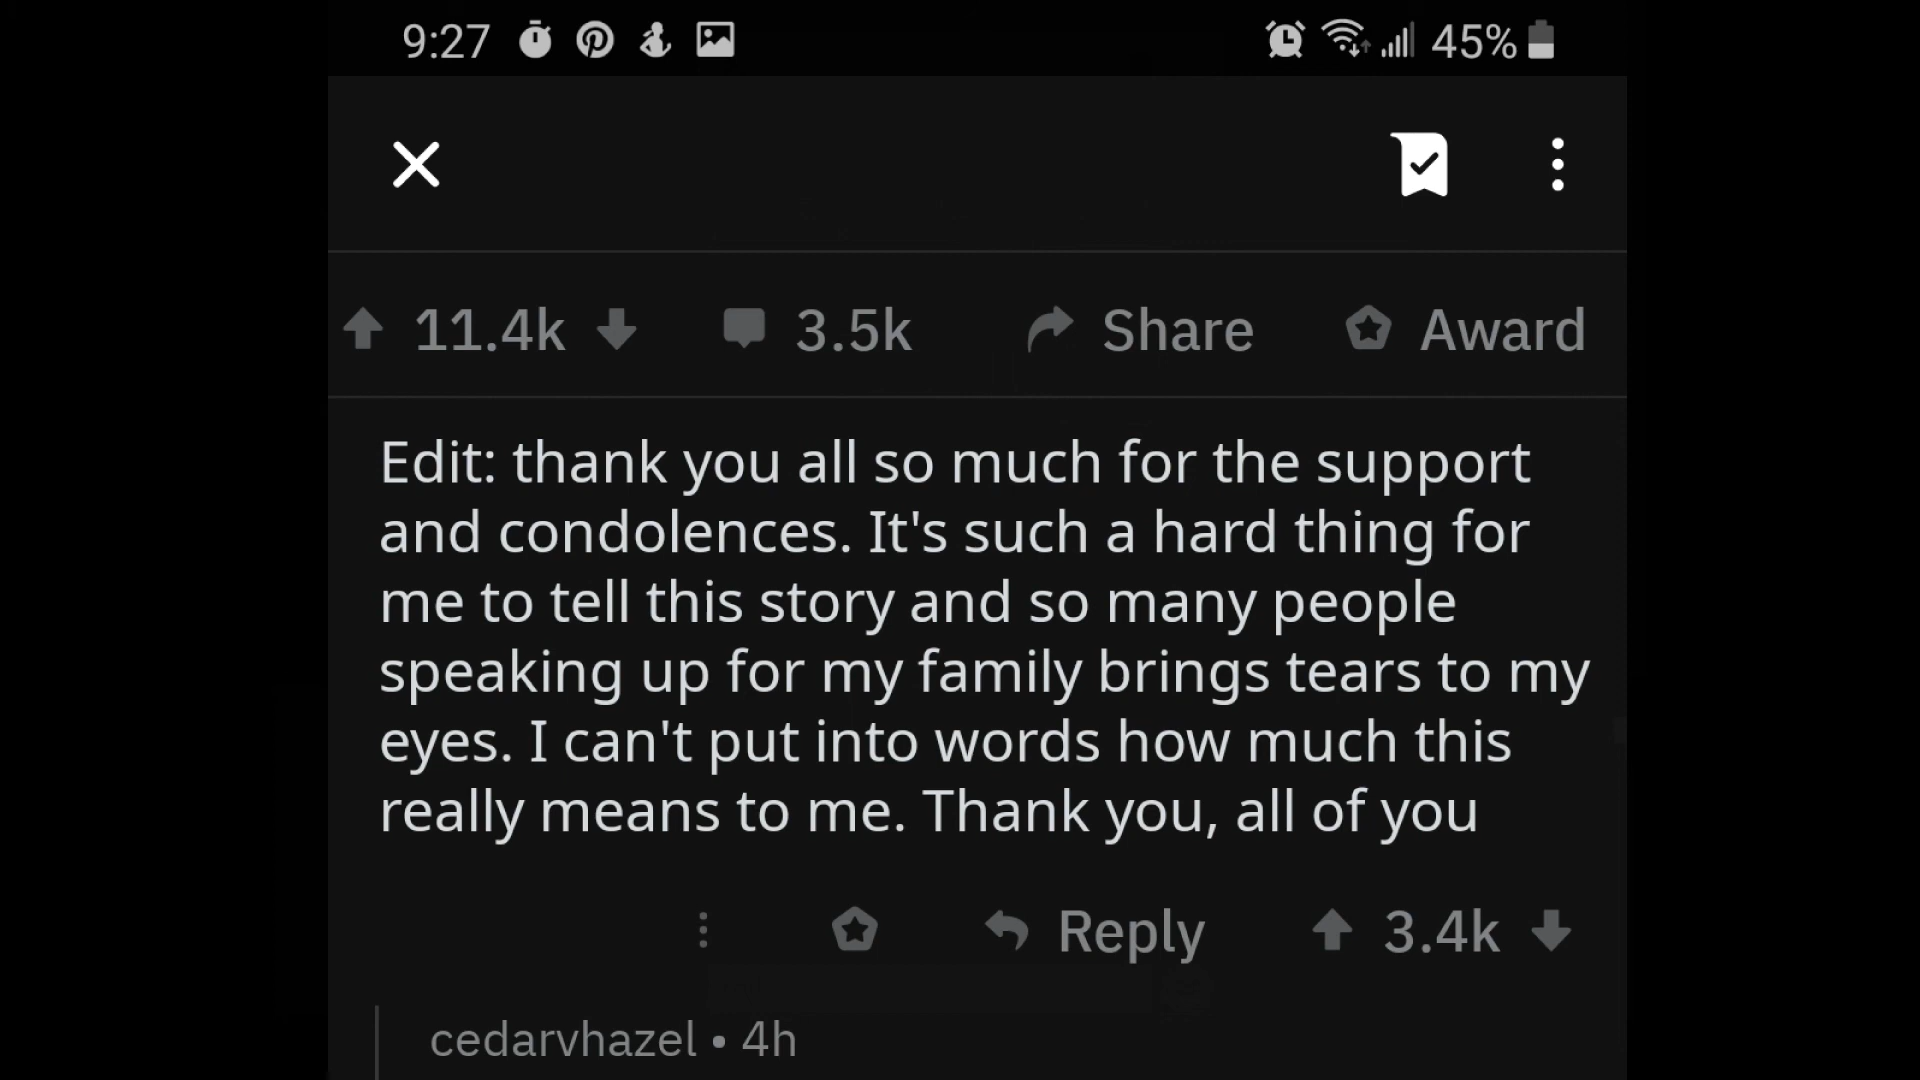 9:27 45%
11.4k 3.5k Share Award
Edit: thank you all so much for the support
and condolences. It's such a hard thing for
me to tell this story and so many people
speaking up for my family brings tears to my
eyes. I can't put into words how much this
really means to me. Thank you, all of you
Reply 3.4k
cedarvhazel • 4h